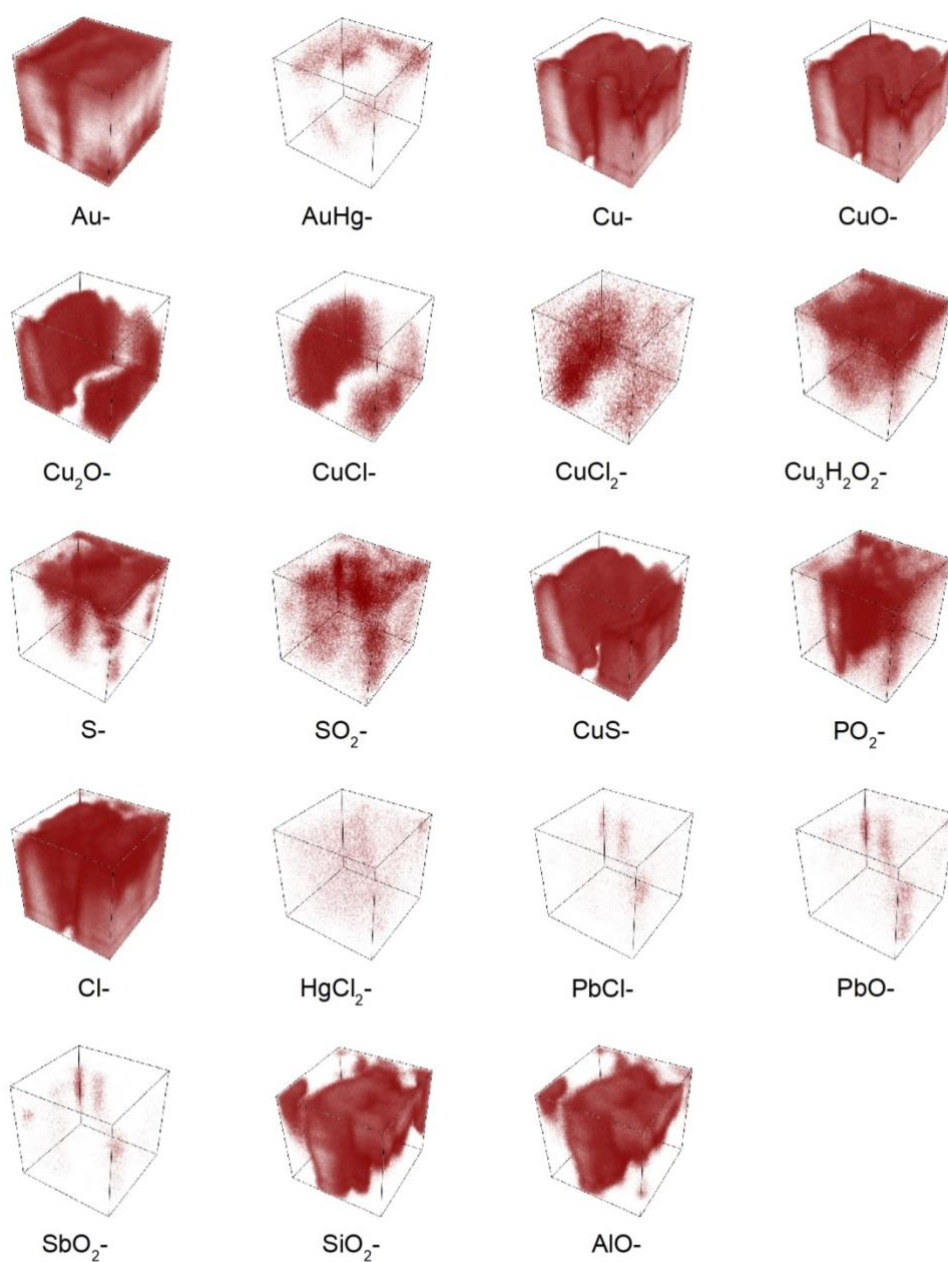 Au- AuHg- Cu- CuO-
Cu₂O- CuCl- CuCl₂- Cu₃H₂O₂-
S- SO₂- CuS- PO₂-
Cl- HgCl₂- PbCl- PbO-
SbO₂- SiO₂- AlO-